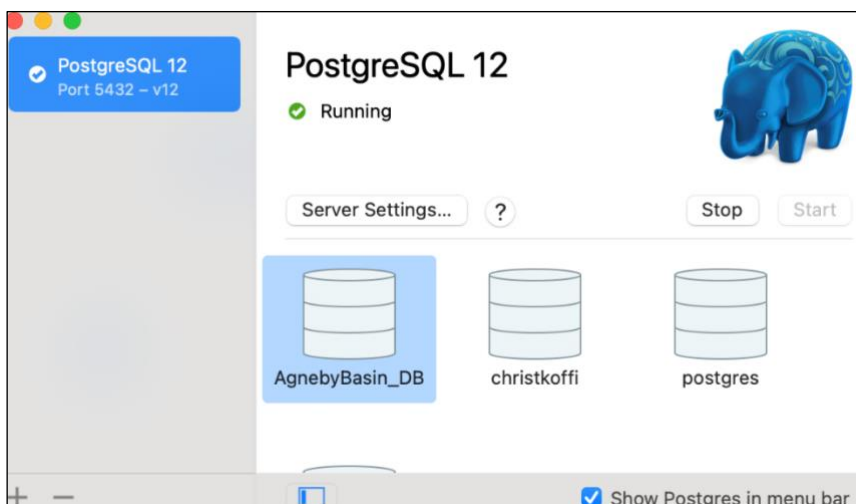 PostgreSQL 12
Port 5432 – v12
PostgreSQL 12
Running
Server Settings... ?
Stop Start
AgnebyBasin_DB christkoffi postgres
Show Postgres in menu bar